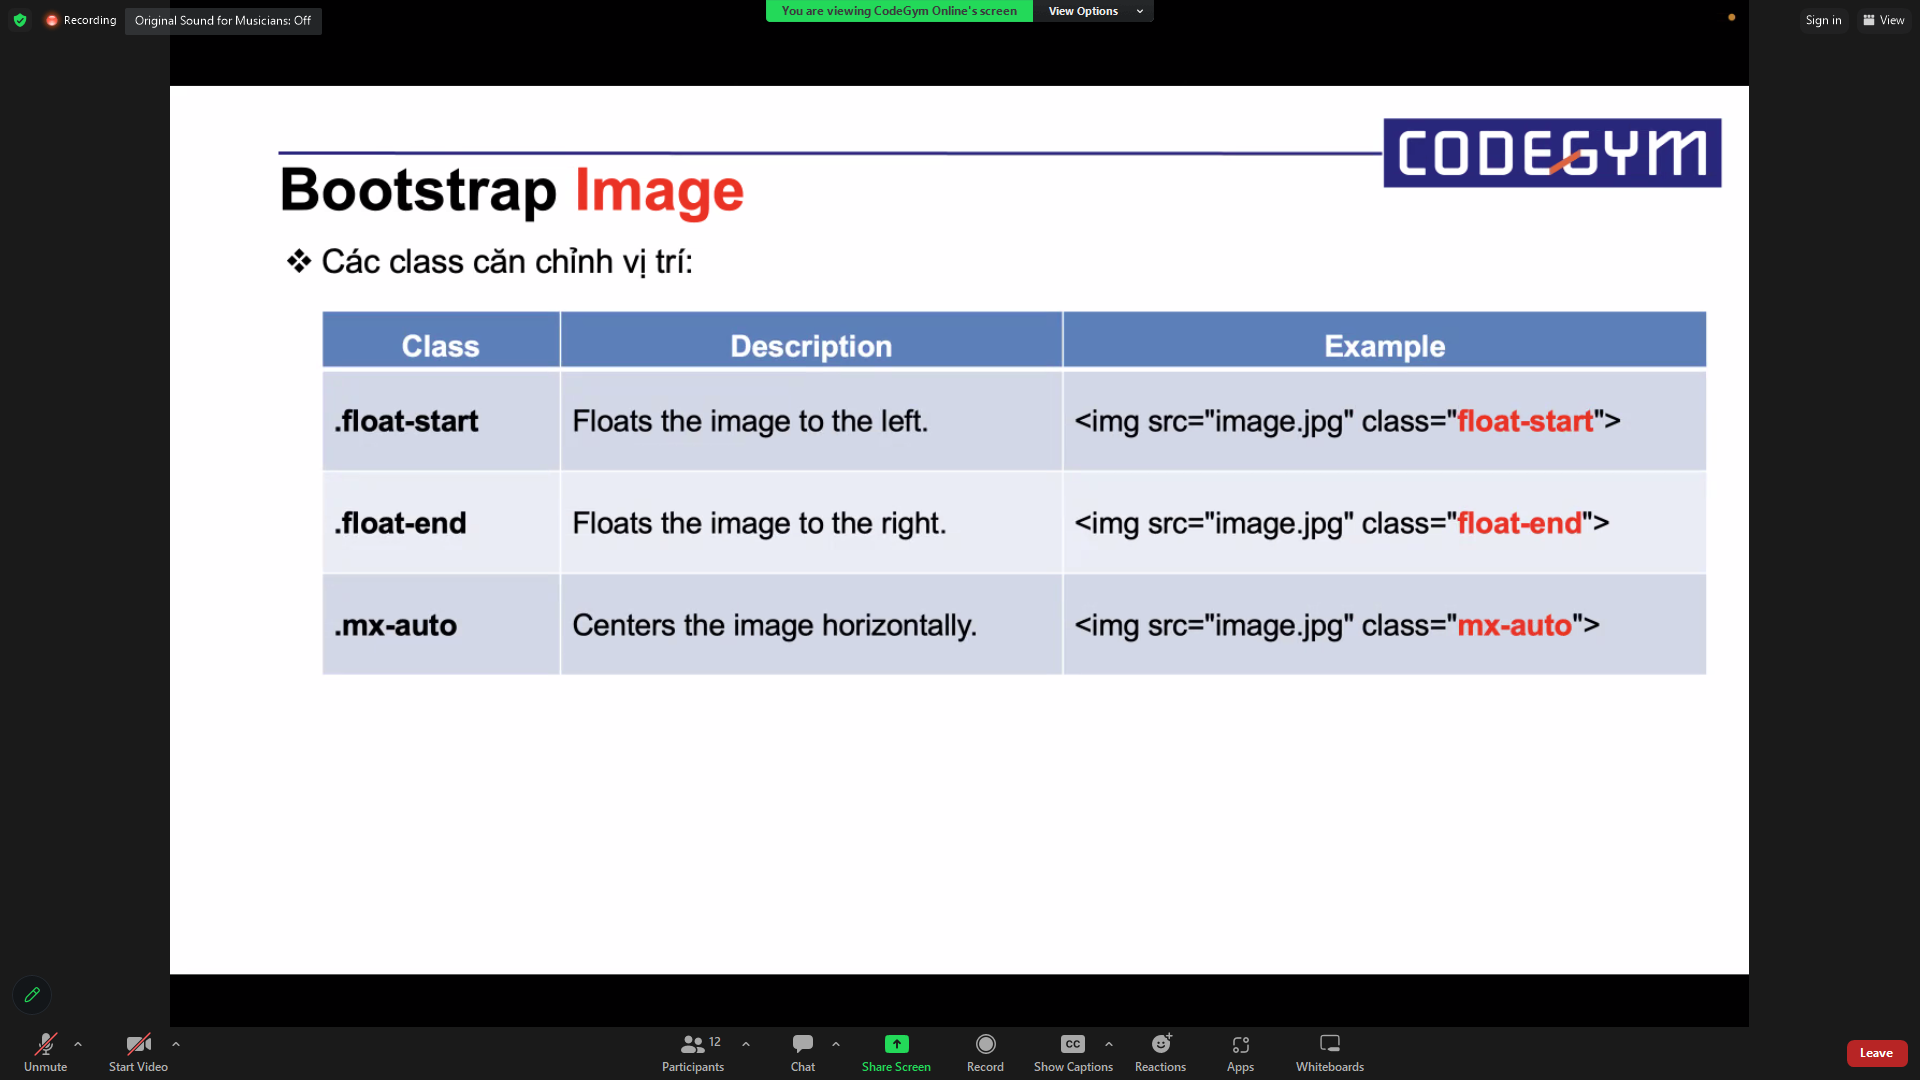 Recording
Original Sound for Musicians: Off
You are viewing CodeGym Online's screen
View Options
Sign in
View
CODEGYM
Bootstrap Image
❖ Các class căn chỉnh vị trí:
Class Description Example
.float-start Floats the image to the left. <img src="image.jpg" class="float-start">
.float-end Floats the image to the right. <img src="image.jpg" class="float-end">
.mx-auto Centers the image horizontally. <img src="image.jpg" class="mx-auto">
Unmute
Start Video
12
Participants
Chat
Share Screen
Record
CC
Show Captions
Reactions
Apps
Whiteboards
Leave